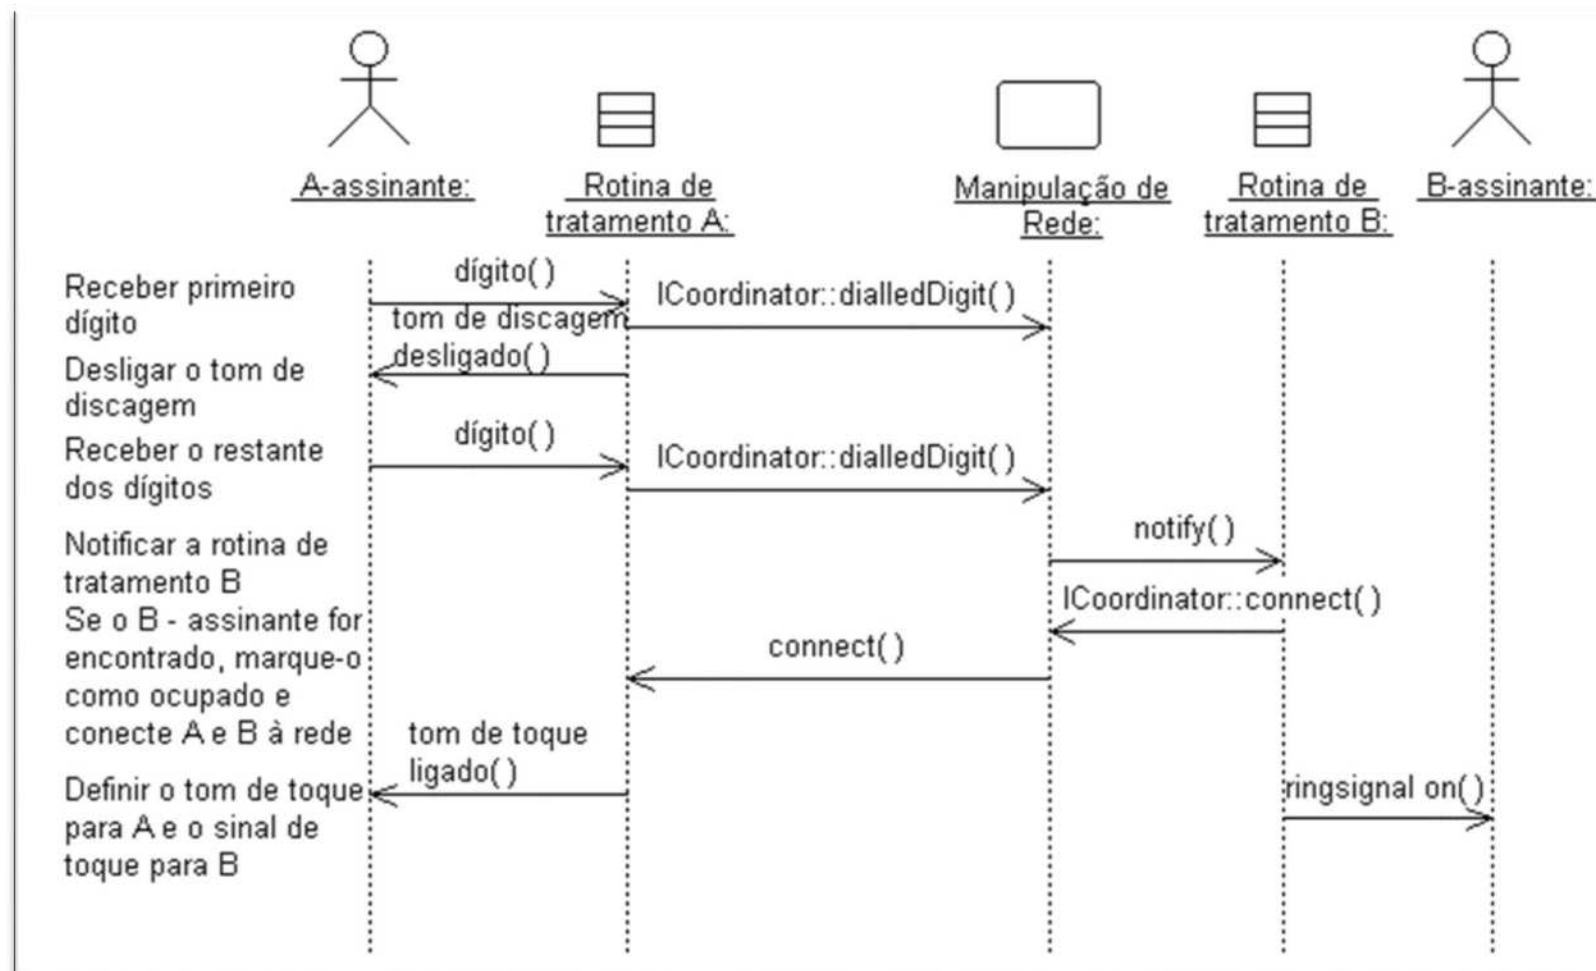 A-assinante:
Rotina de
tratamento A:
Manipulação de
Rede:
Rotina de
tratamento B:
B-assinante:
Receber primeiro
dígito
dígito( )
ICoordinator::dialledDigit( )
tom de discagem
desligado( )
Desligar o tom de
discagem
Receber o restante
dos dígitos
dígito( )
ICoordinator::dialledDigit( )
Notificar a rotina de
tratamento B
notify( )
Se o B - assinante for
encontrado, marque-o
como ocupado e
conecte A e B à rede
ICoordinator::connect( )
connect( )
tom de toque
ligado( )
Definir o tom de toque
para A e o sinal de
toque para B
ringsignal on( )